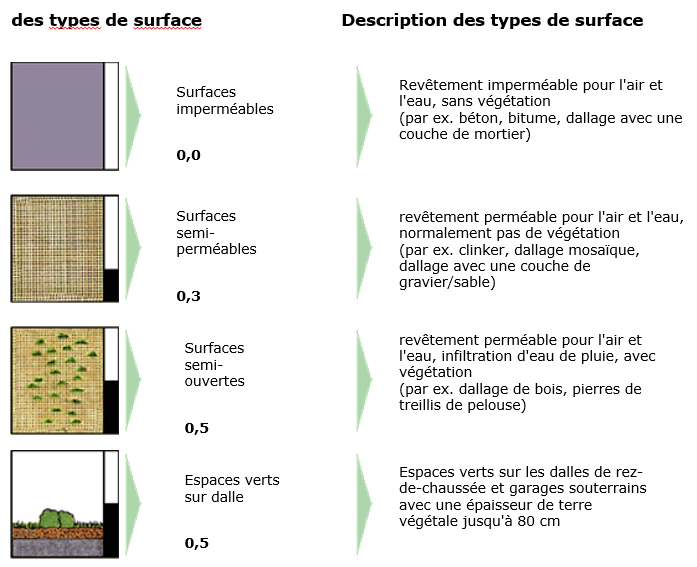 des types de surface
Description des types de surface
Surfaces
imperméables
0,0
Revêtement imperméable pour l'air et
l'eau, sans végétation
(par ex. béton, bitume, dallage avec une
couche de mortier)
Surfaces
semi-
perméables
0,3
revêtement perméable pour l'air et l'eau,
normalement pas de végétation
(par ex. clinker, dallage mosaïque,
dallage avec une couche de
gravier/sable)
Surfaces
semi-
ouvertes
0,5
revêtement perméable pour l'air et
l'eau, infiltration d'eau de pluie, avec
végétation
(par ex. dallage de bois, pierres de
treillis de pelouse)
Espaces verts
sur dalle
0,5
Espaces verts sur les dalles de rez-
de-chaussée et garages souterrains
avec une épaisseur de terre
végétale jusqu'à 80 cm